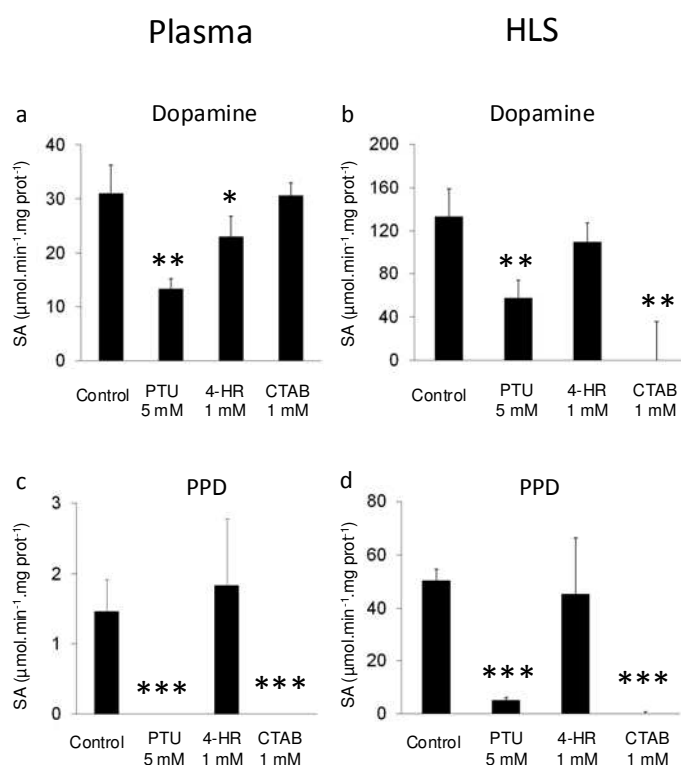 Plasma
HLS
a Dopamine
SA (µmol.min⁻¹.mg prot⁻¹)
40
30
20
10
0
**
*
Control PTU 4-HR CTAB
5 mM 1 mM 1 mM
b Dopamine
SA (µmol.min⁻¹.mg prot⁻¹)
200
160
120
80
40
0
**
**
Control PTU 4-HR CTAB
5 mM 1 mM 1 mM
c PPD
SA (µmol.min⁻¹.mg prot⁻¹)
3
2
1
0
***
***
Control PTU 4-HR CTAB
5 mM 1 mM 1 mM
d PPD
SA (µmol.min⁻¹.mg prot⁻¹)
80
60
40
20
0
***
***
Control PTU 4-HR CTAB
5 mM 1 mM 1 mM